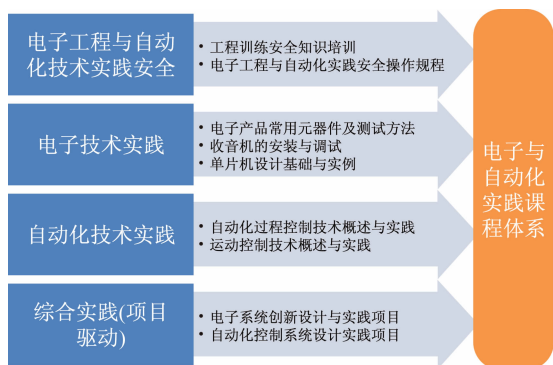 电子工程与自动
化技术实践安全
• 工程训练安全知识培训
• 电子工程与自动化实践安全操作规程
电子技术实践
• 电子产品常用元器件及测试方法
• 收音机的安装与调试
• 单片机设计基础与实例
自动化技术实践
• 自动化过程控制技术概述与实践
• 运动控制技术概述与实践
综合实践(项目
驱动)
• 电子系统创新设计与实践项目
• 自动化控制系统设计实践项目
电子与
自动化
实践课
程体系